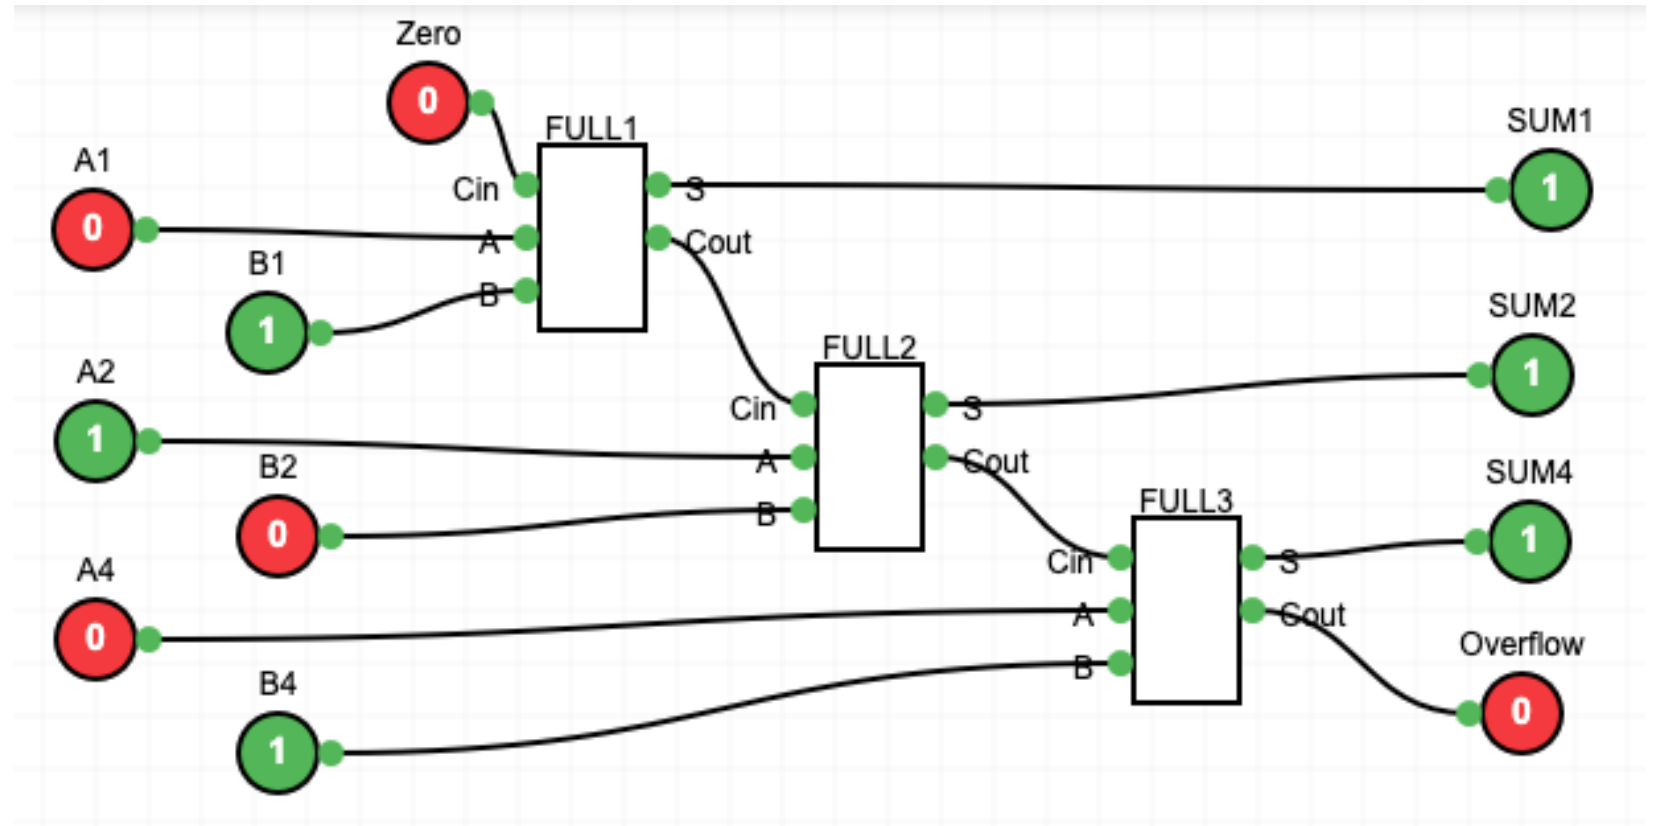 Zero
0
FULL1
SUM1
1
A1
0
Cin
S
A
Cout
B1
1
B
SUM2
1
FULL2
A2
1
Cin
S
A
Cout
B2
0
B
SUM4
1
FULL3
A4
0
Cin
S
A
Cout
B
Overflow
0
B4
1